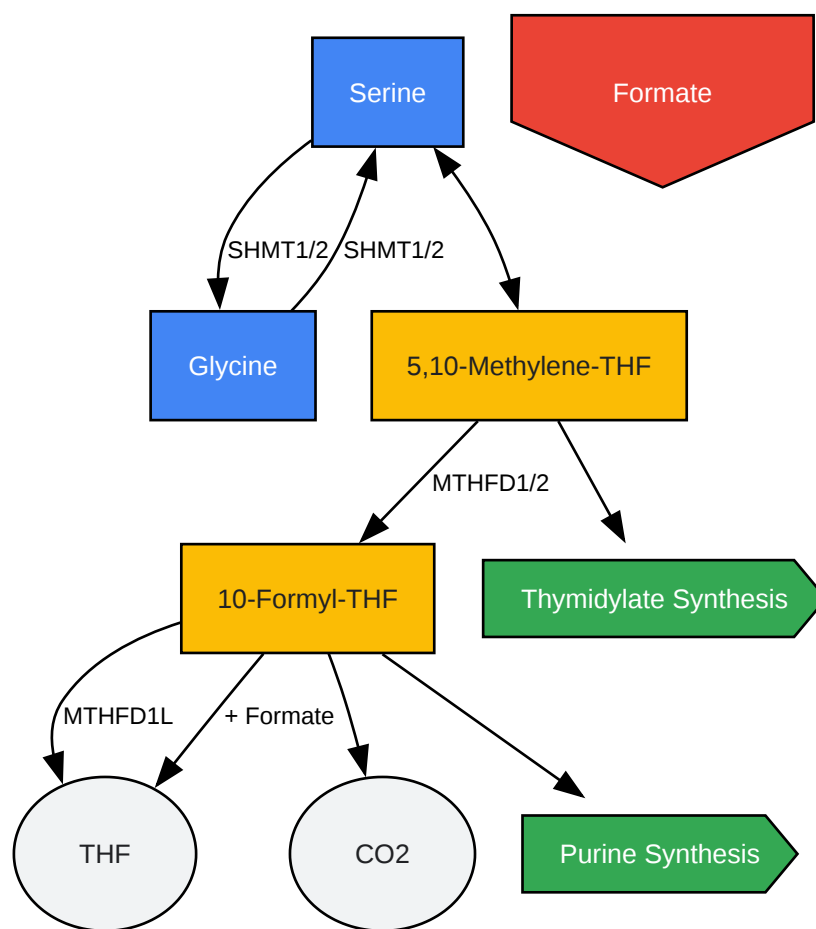 Serine
Formate
SHMT1/2
SHMT1/2
Glycine
5,10-Methylene-THF
MTHFD1/2
10-Formyl-THF
Thymidylate Synthesis
MTHFD1L
+ Formate
THF
CO2
Purine Synthesis